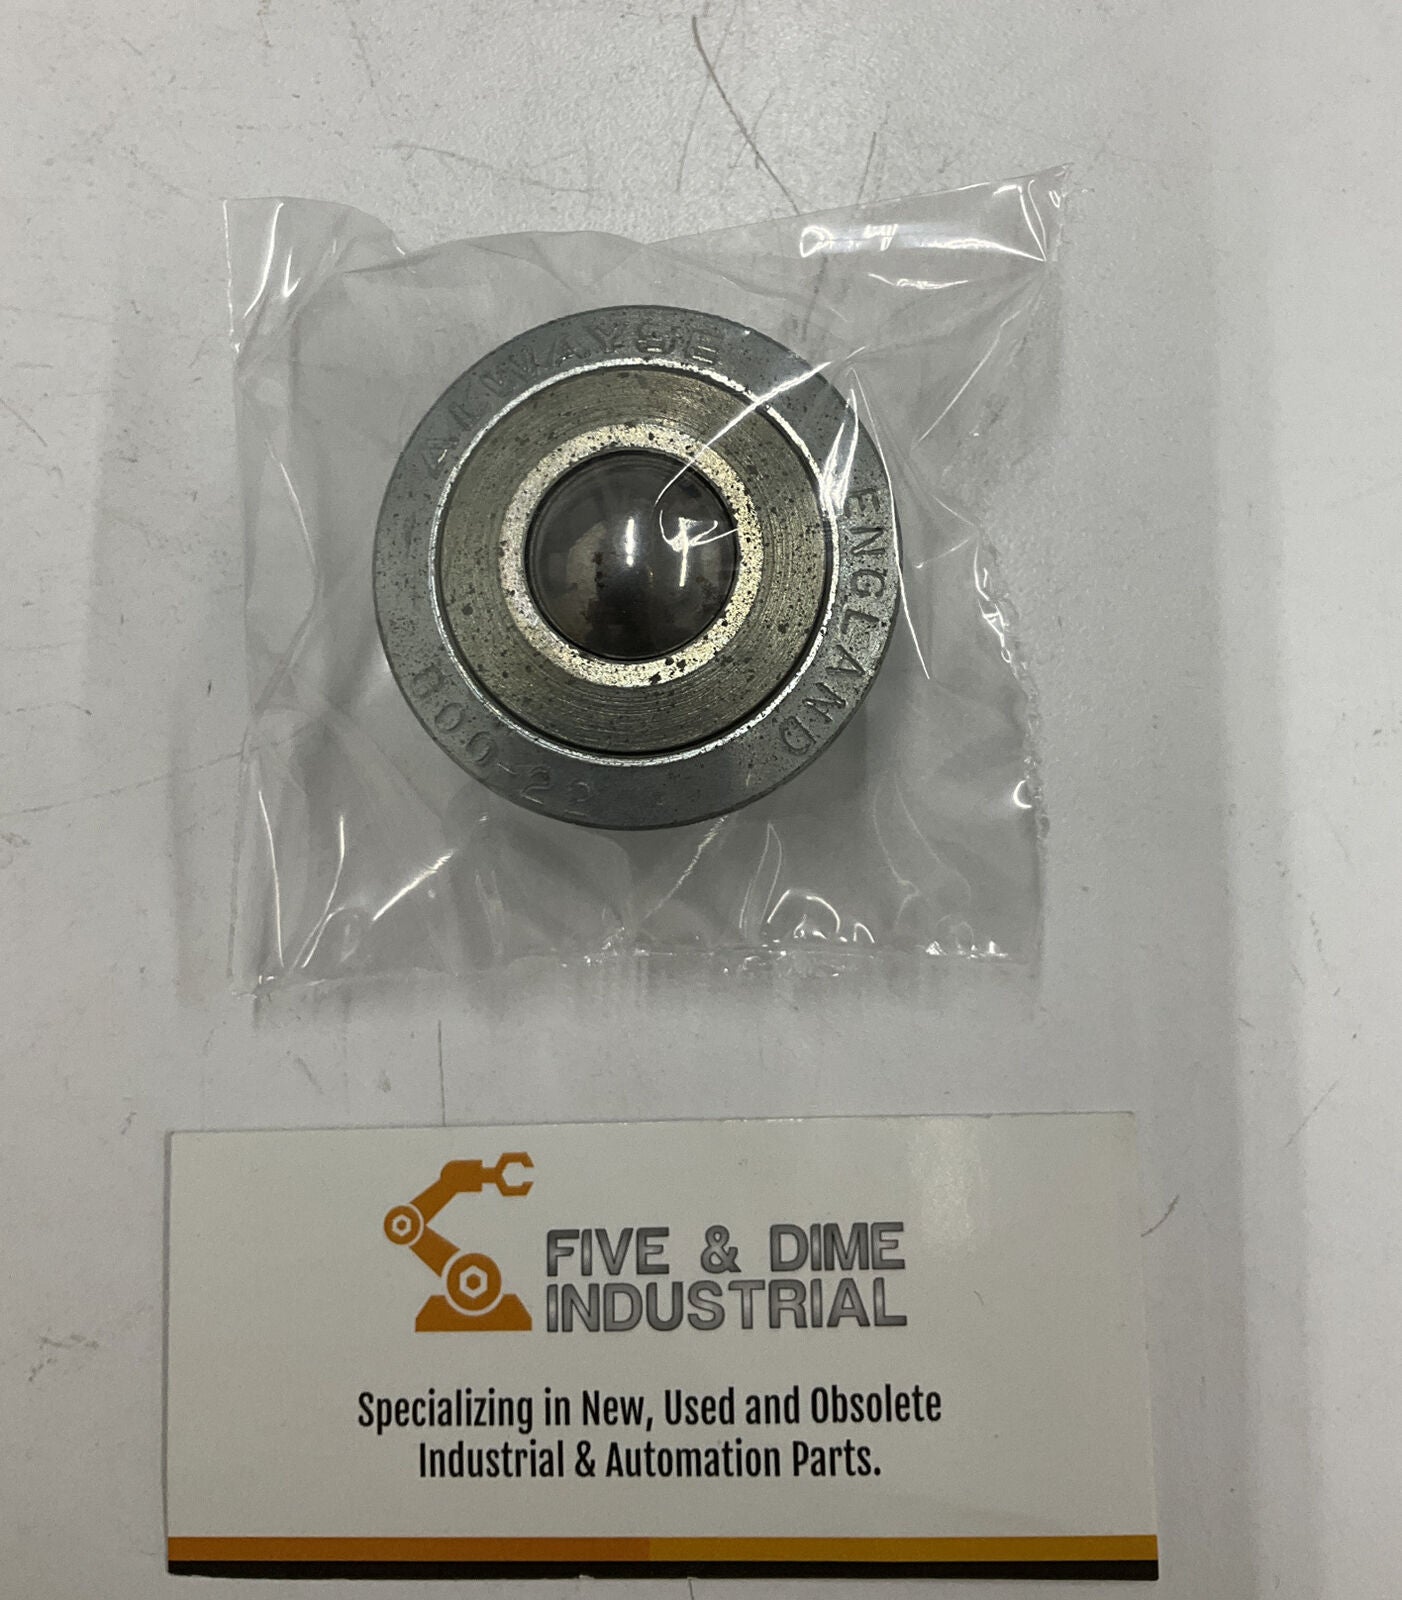 ALWAYSE
ENGLAND
B00-22
FIVE & DIME
INDUSTRIAL
Specializing in New, Used and Obsolete
Industrial & Automation Parts.